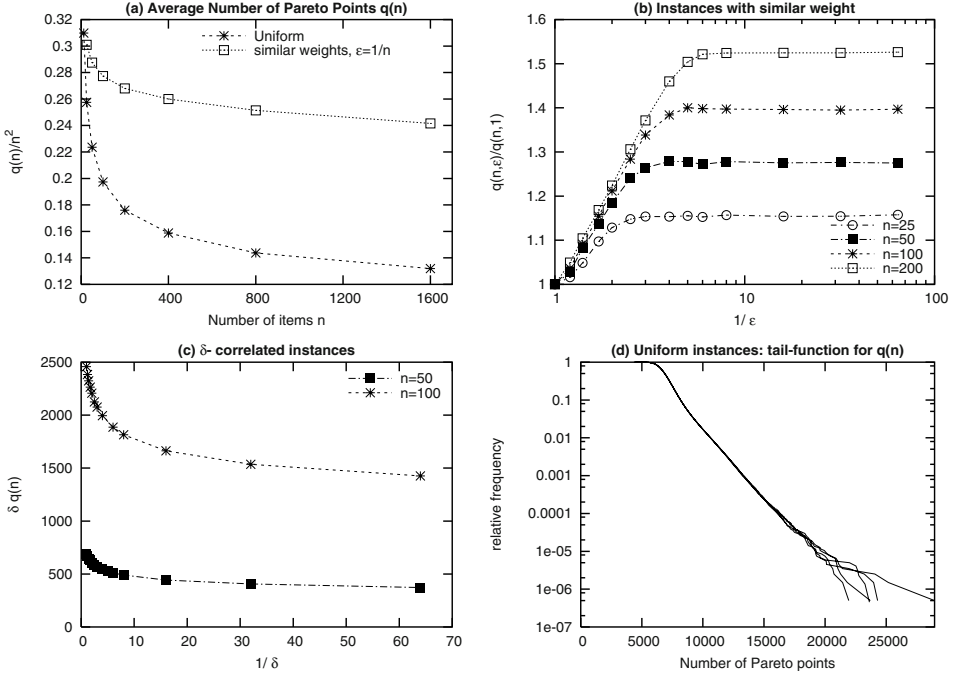 (a) Average Number of Pareto Points q(n)
0.32
0.3
0.28
0.26
0.24
0.22
0.2
0.18
0.16
0.14
0.12
q(n)/n²
Uniform
similar weights, ε=1/n
0
400
800
1200
1600
Number of items n
(b) Instances with similar weight
1.6
1.5
1.4
1.3
1.2
1.1
1
q(n,ε)/q(n,1)
n=25
n=50
n=100
n=200
1
10
100
1/ ε
(c) δ- correlated instances
2500
2000
1500
1000
500
0
δ q(n)
n=50
n=100
0
10
20
30
40
50
60
70
1/ δ
(d) Uniform instances: tail-function for q(n)
1
0.1
0.01
0.001
0.0001
1e-05
1e-06
1e-07
relative frequency
0
5000
10000
15000
20000
25000
Number of Pareto points